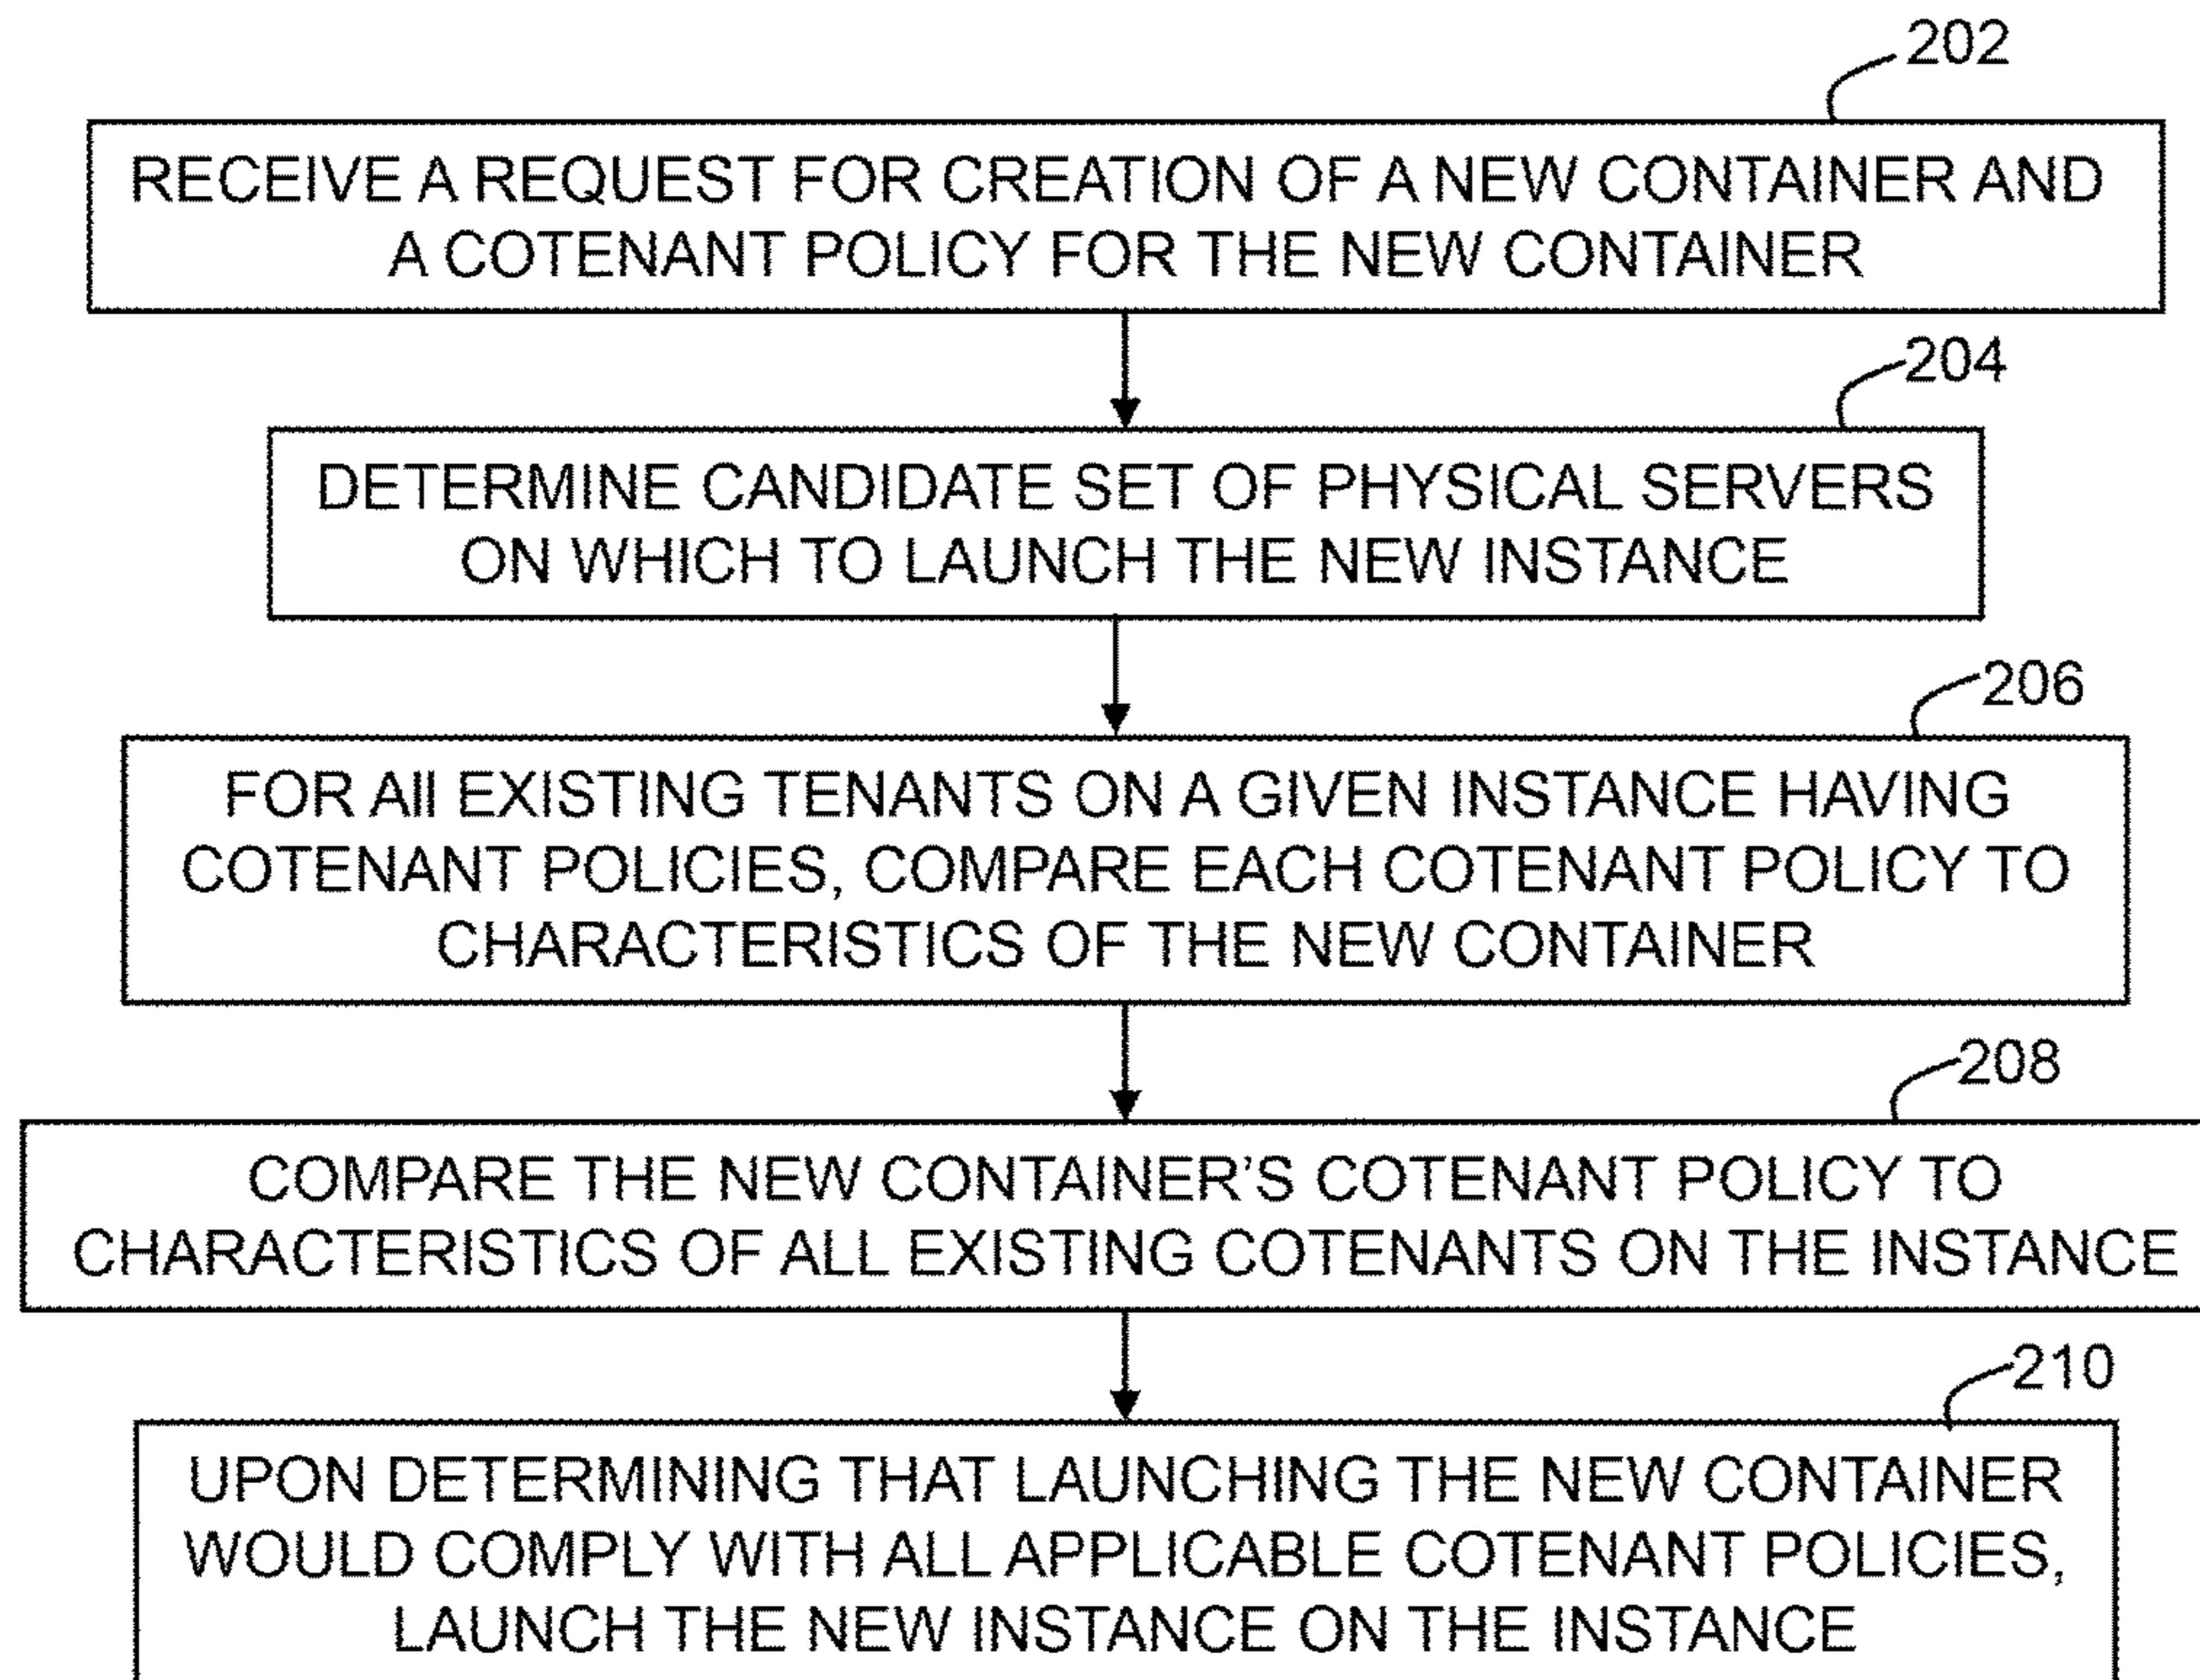 202
RECEIVE A REQUEST FOR CREATION OF A NEW CONTAINER AND
A COTENANT POLICY FOR THE NEW CONTAINER
204
DETERMINE CANDIDATE SET OF PHYSICAL SERVERS
ON WHICH TO LAUNCH THE NEW INSTANCE
206
FOR All EXISTING TENANTS ON A GIVEN INSTANCE HAVING
COTENANT POLICIES, COMPARE EACH COTENANT POLICY TO
CHARACTERISTICS OF THE NEW CONTAINER
208
COMPARE THE NEW CONTAINER’S COTENANT POLICY TO
CHARACTERISTICS OF ALL EXISTING COTENANTS ON THE INSTANCE
210
UPON DETERMINING THAT LAUNCHING THE NEW CONTAINER
WOULD COMPLY WITH ALL APPLICABLE COTENANT POLICIES,
LAUNCH THE NEW INSTANCE ON THE INSTANCE